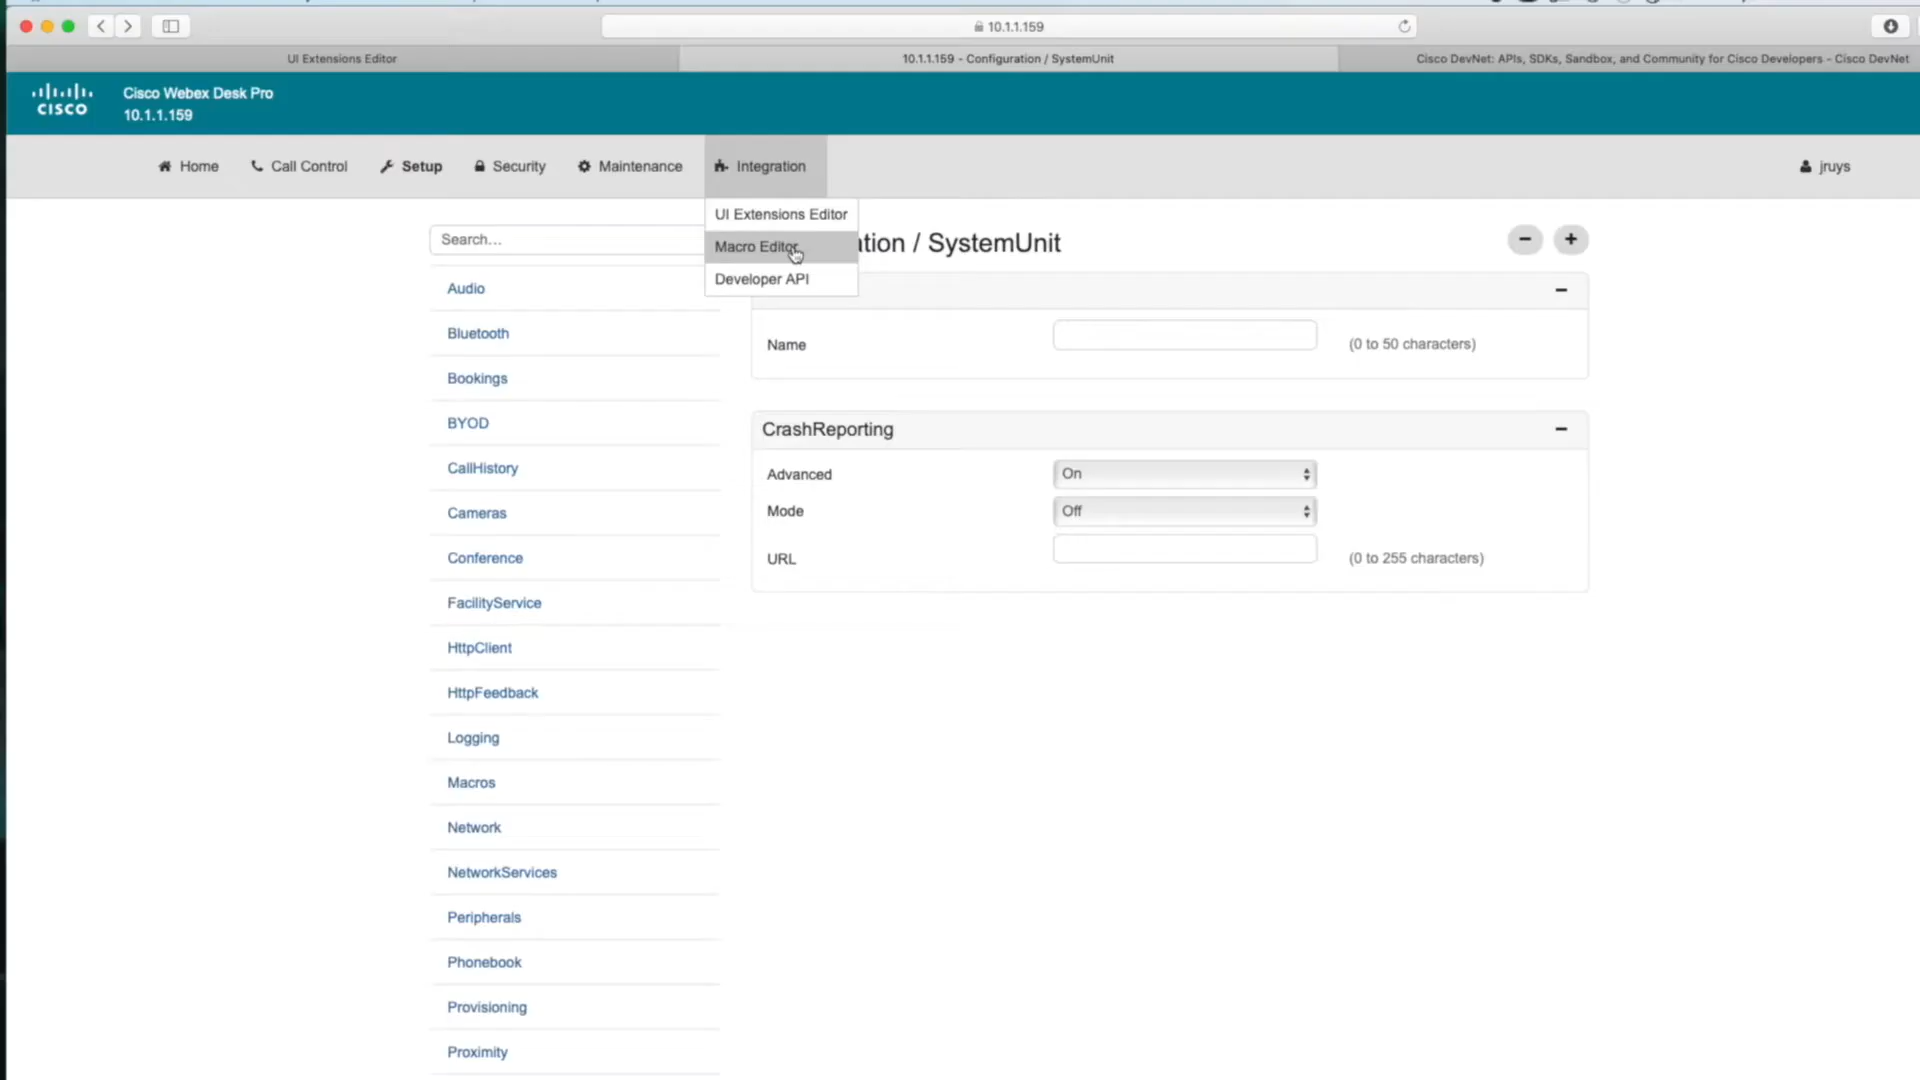 10.1.1.159
UI Extensions Editor
10.1.1.159 - Configuration / SystemUnit
Cisco DevNet: APIs, SDKs, Sandbox, and Community for Cisco Developers - Cisco DevNet
CISCO
Cisco Webex Desk Pro
10.1.1.159
Home
Call Control
Setup
Security
Maintenance
Integration
jruys
UI Extensions Editor
Macro Editor
Developer API
Search...
ation / SystemUnit
Audio
Bluetooth
Bookings
BYOD
CallHistory
Cameras
Conference
FacilityService
HttpClient
HttpFeedback
Logging
Macros
Network
NetworkServices
Peripherals
Phonebook
Provisioning
Proximity
Name
(0 to 50 characters)
CrashReporting
Advanced
On
Mode
Off
URL
(0 to 255 characters)